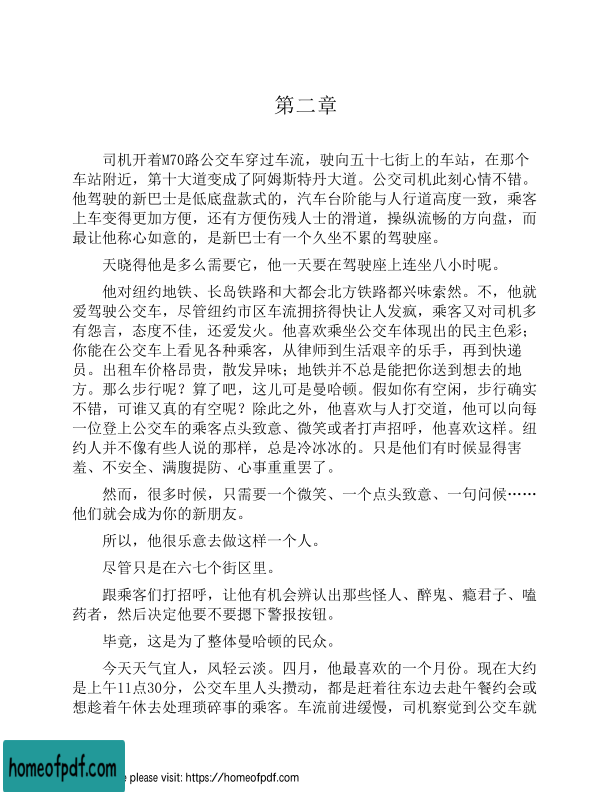 第二章
司机开着M70路公交车穿过车流，驶向五十七街上的车站，在那个
车站附近，第十大道变成了阿姆斯特丹大道。公交司机此刻心情不错。
他驾驶的新巴士是低底盘款式的，汽车台阶能与人行道高度一致，乘客
上车变得更加方便，还有方便伤残人士的滑道，操纵流畅的方向盘，而
最让他称心如意的，是新巴士有一个久坐不累的驾驶座。
天晓得他是多么需要它，他一天要在驾驶座上连坐八小时呢。
他对纽约地铁、长岛铁路和大都会北方铁路都兴味索然。不，他就
爱驾驶公交车，尽管纽约市区车流拥挤得快让人发疯，乘客又对司机多
有怨言，态度不佳，还爱发火。他喜欢乘坐公交车体现出的民主色彩；
你能在公交车上看见各种乘客，从律师到生活艰辛的乐手，再到快递
员。出租车价格昂贵，散发异味；地铁并不总是能把你送到想去的地
方。那么步行呢？算了吧，这儿可是曼哈顿。假如你有空闲，步行确实
不错，可谁又真的有空呢？除此之外，他喜欢与人打交道，他可以向每
一位登上公交车的乘客点头致意、微笑或者打声招呼，他喜欢这样。纽
约人并不像有些人说的那样，总是冷冰冰的。只是他们有时候显得害
羞、不安全、满腹提防、心事重重罢了。
然而，很多时候，只需要一个微笑、一个点头致意、一句问候……
他们就会成为你的新朋友。
所以，他很乐意去做这样一个人。
尽管只是在六七个街区里。
跟乘客们打招呼，让他有机会辨认出那些怪人、醉鬼、瘾君子、嗑
药者，然后决定他要不要摁下警报按钮。
毕竟，这是为了整体曼哈顿的民众。
今天天气宜人，风轻云淡。四月，他最喜欢的一个月份。现在大约
是上午11点30分，公交车里人头攒动，都是赶着往东边去赴午餐约会或
想趁着午休去处理琐碎事的乘客。车流前进缓慢，司机察觉到公交车就
homeofpdf.com
e please visit: https://homeofpdf.com